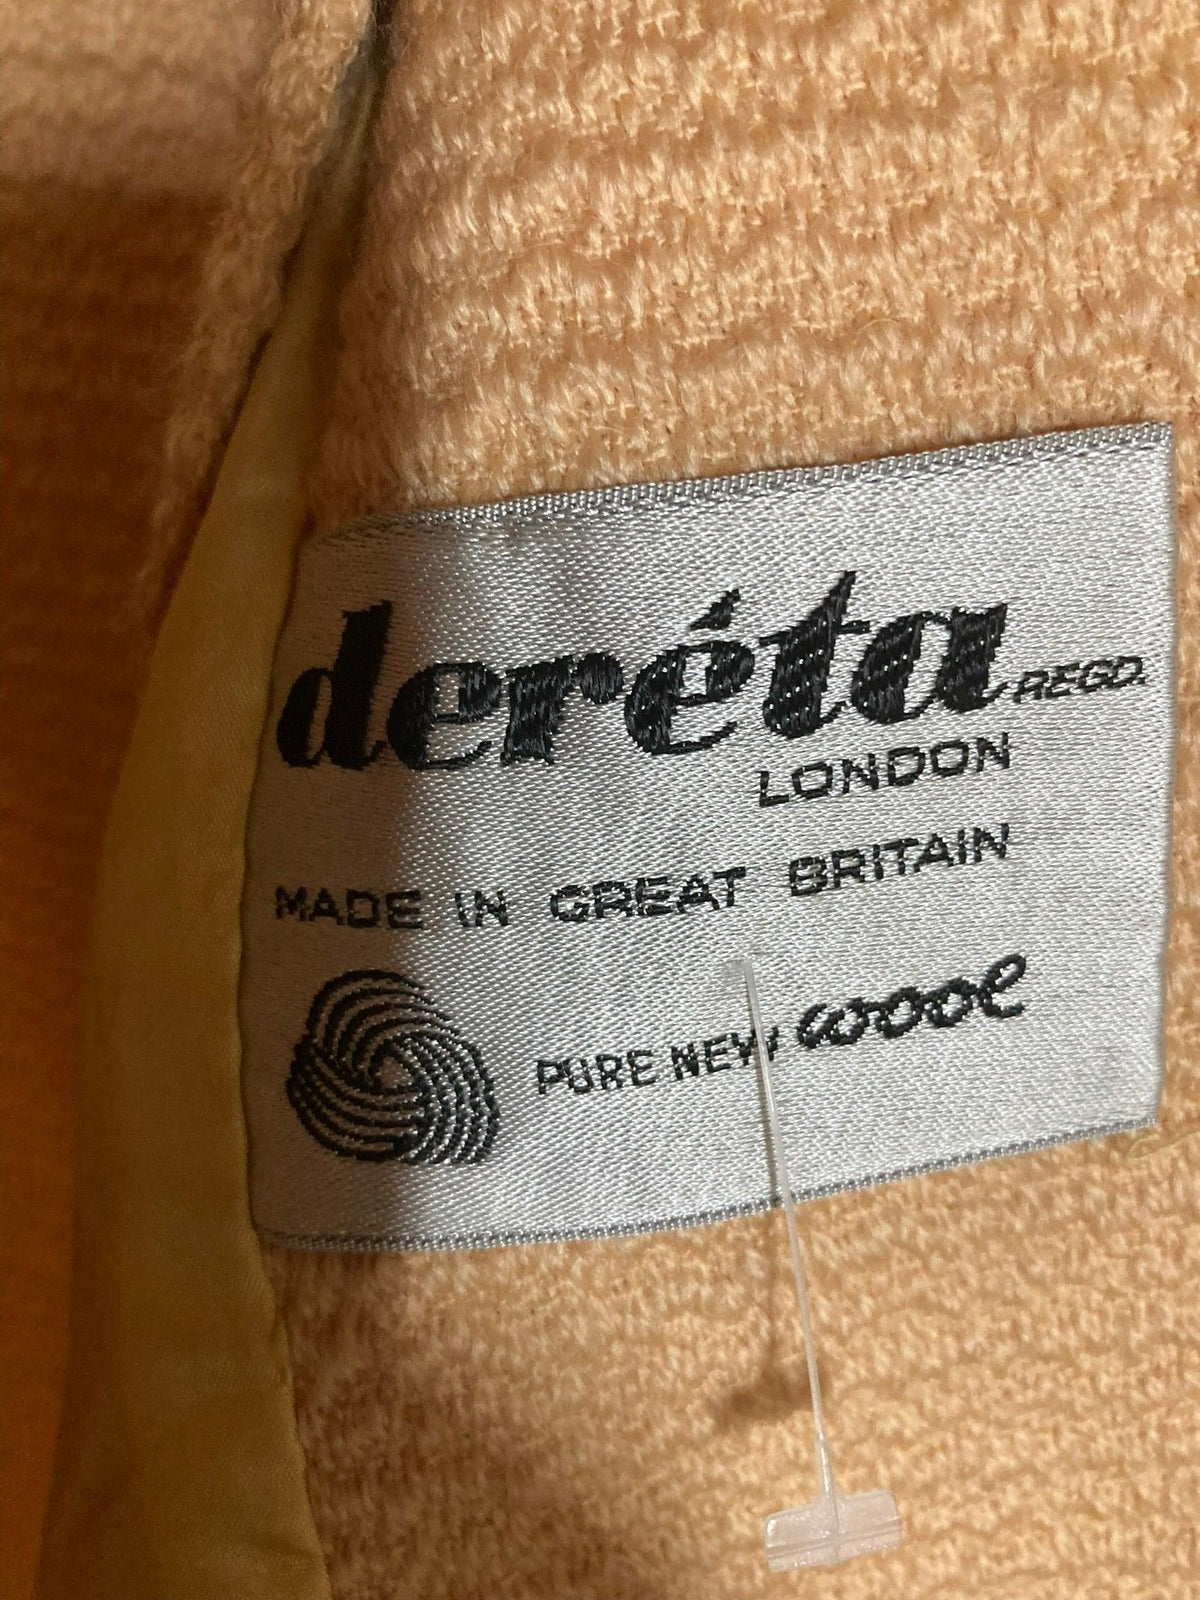 deréta REGD.
LONDON
MADE IN GREAT BRITAIN
PURE NEW wool